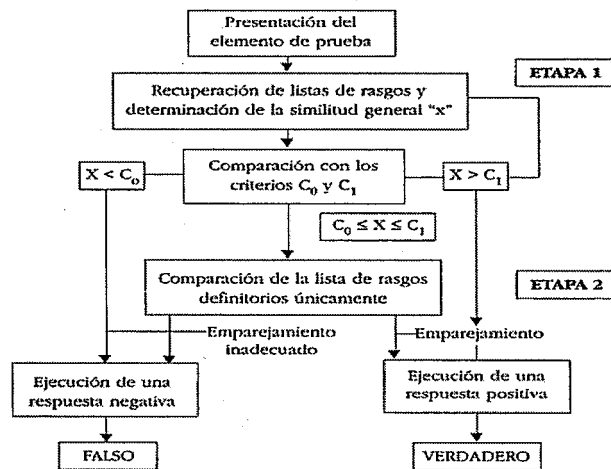 Presentación del
elemento de prueba
ETAPA 1
Recuperación de listas de rasgos y
determinación de la similitud general "x"
X < C₀
Comparación con los
criterios C₀ y C₁
X > C₁
C₀ ≤ X ≤ C₁
Comparación de la lista de rasgos
definitorios únicamente
ETAPA 2
Emparejamiento
inadecuado
Emparejamiento
Ejecución de una
respuesta negativa
Ejecución de una
respuesta positiva
FALSO
VERDADERO